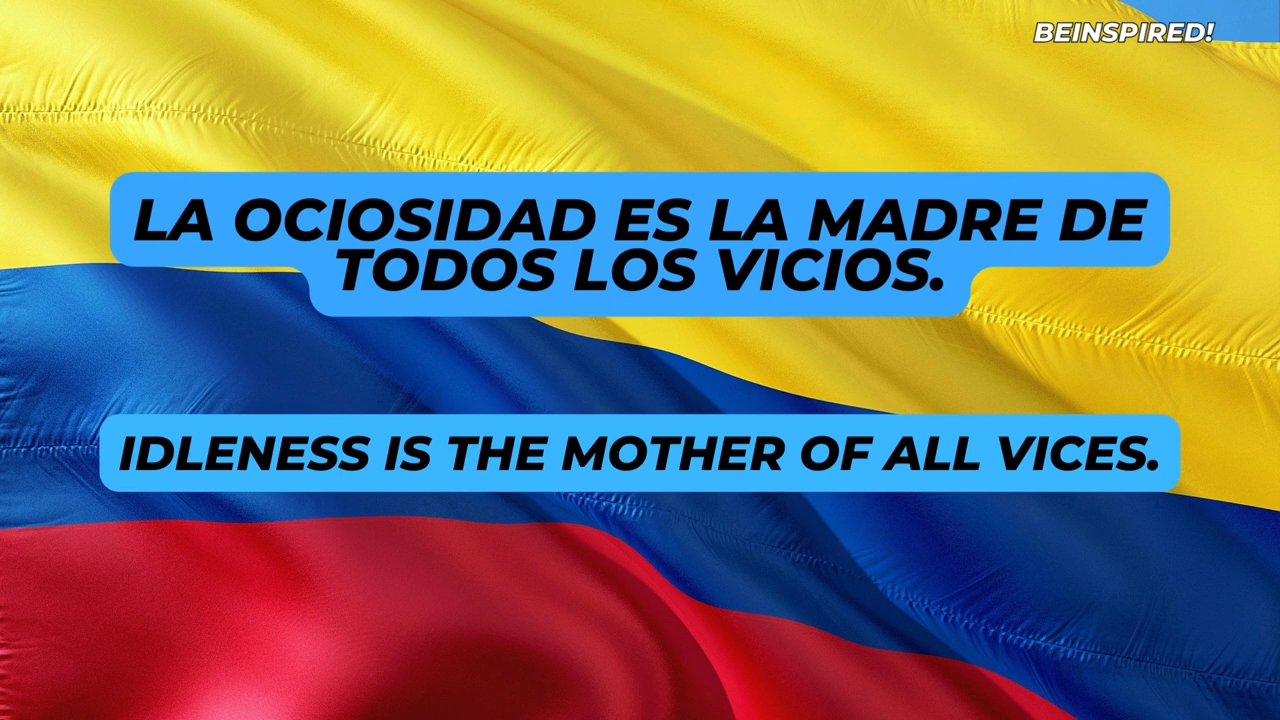 BEINSPIRED!
LA OCIOSIDAD ES LA MADRE DE
TODOS LOS VICIOS.
IDLENESS IS THE MOTHER OF ALL VICES.